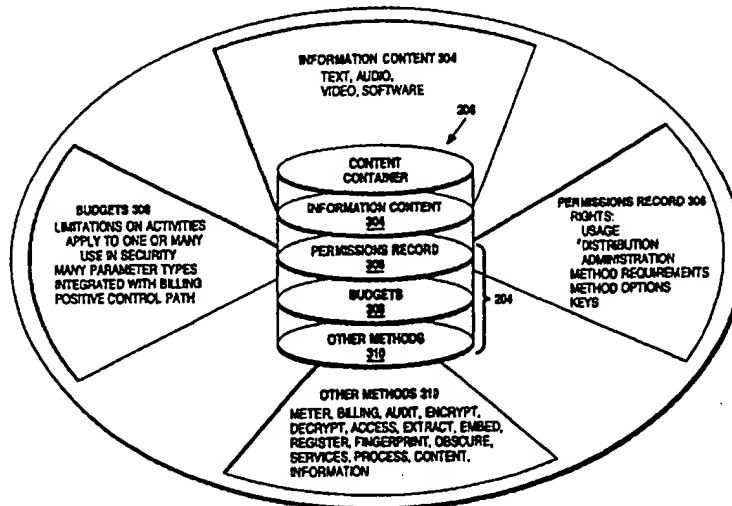 INFORMATION CONTENT 304
TEXT, AUDIO,
VIDEO, SOFTWARE
206
CONTENT
CONTAINER
INFORMATION CONTENT
304
PERMISSIONS RECORD
308
BUDGETS
308
OTHER METHODS
310
204
BUDGETS 308
LIMITATIONS ON ACTIVITIES
APPLY TO ONE OR MANY
USE IN SECURITY
MANY PARAMETER TYPES
INTEGRATED WITH BILLING
POSITIVE CONTROL PATH
PERMISSIONS RECORD 306
RIGHTS:
USAGE
DISTRIBUTION
ADMINISTRATION
METHOD REQUIREMENTS
METHOD OPTIONS
KEYS
OTHER METHODS 310
METER, BILLING, AUDIT, ENCRYPT,
DECRYPT, ACCESS, EXTRACT, EMBED,
REGISTER, FINGERPRINT, OBSCURE,
SERVICES, PROCESS, CONTENT,
INFORMATION